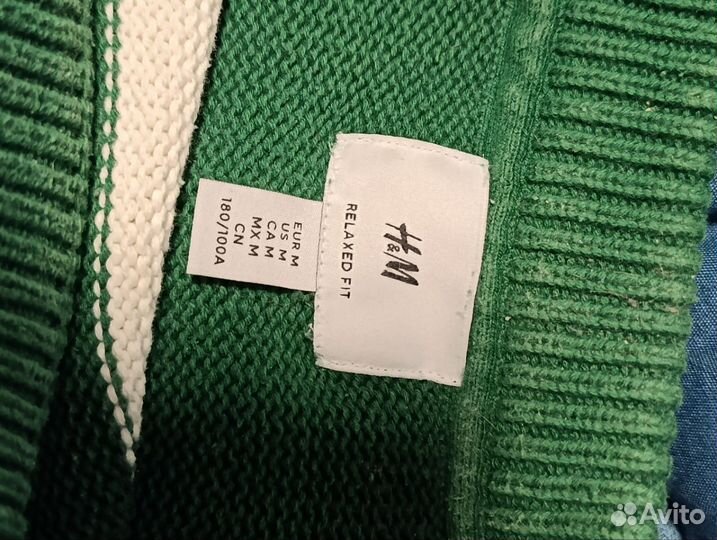 H&M
RELAXED FIT
EUR M
US M
CA M
MX M
CN
180/100A
Avito